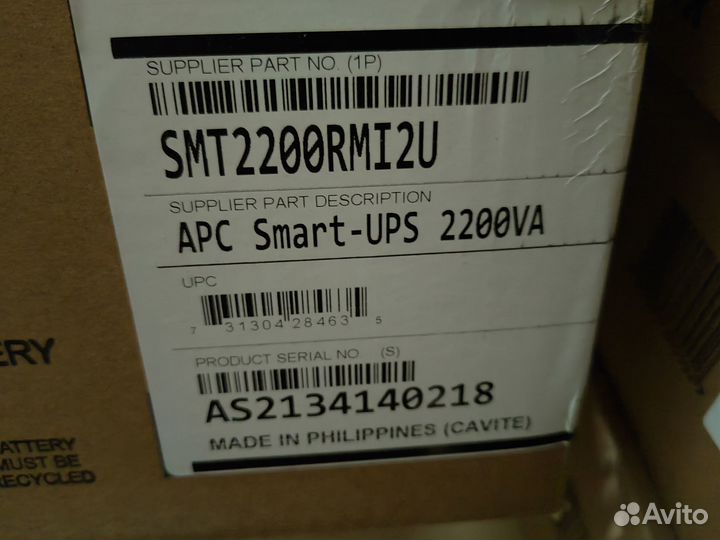 SUPPLIER PART NO. (1P)
SMT2200RMI2U
SUPPLIER PART DESCRIPTION
APC Smart-UPS 2200VA
UPC
7 31304 28463 5
PRODUCT SERIAL NO. (S)
AS2134140218
MADE IN PHILIPPINES (CAVITE)
ERY
ATTERY
MUST BE
RECYCLED
Avito